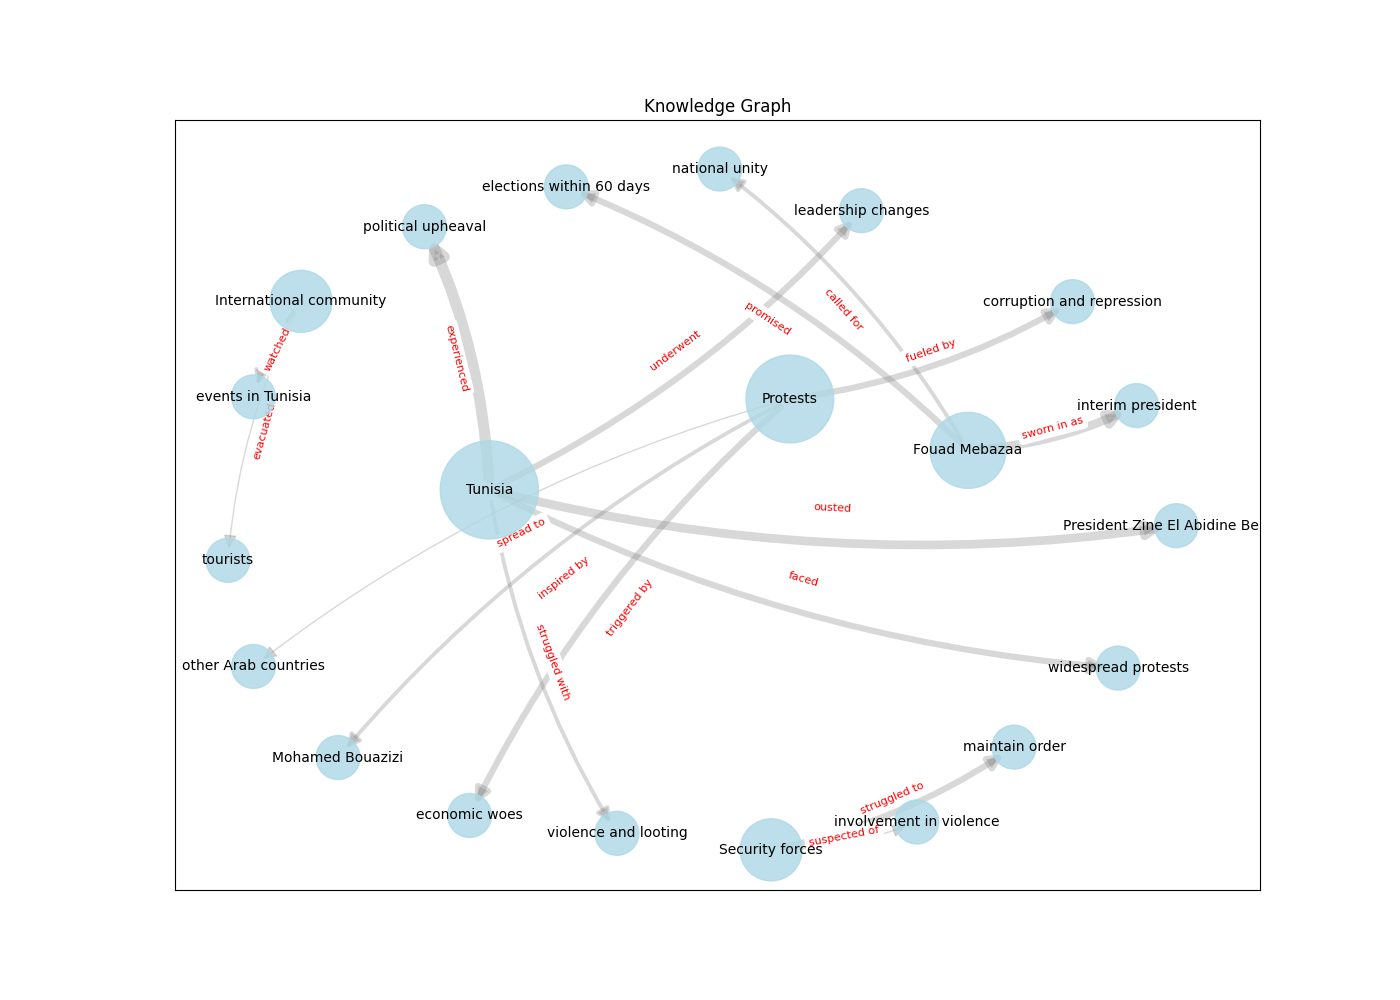 Knowledge Graph
national unity
elections within 60 days
leadership changes
political upheaval
International community
corruption and repression
called for
promised
underwent
watched
fueled by
experienced
events in Tunisia
Protests
interim president
evacuated
sworn in as
Fouad Mebazaa
Tunisia
ousted
President Zine El Abidine Be
spread to
tourists
inspired by
faced
triggered by
struggled with
other Arab countries
widespread protests
maintain order
Mohamed Bouazizi
struggled to
economic woes
violence and looting
involvement in violence
suspected of
Security forces